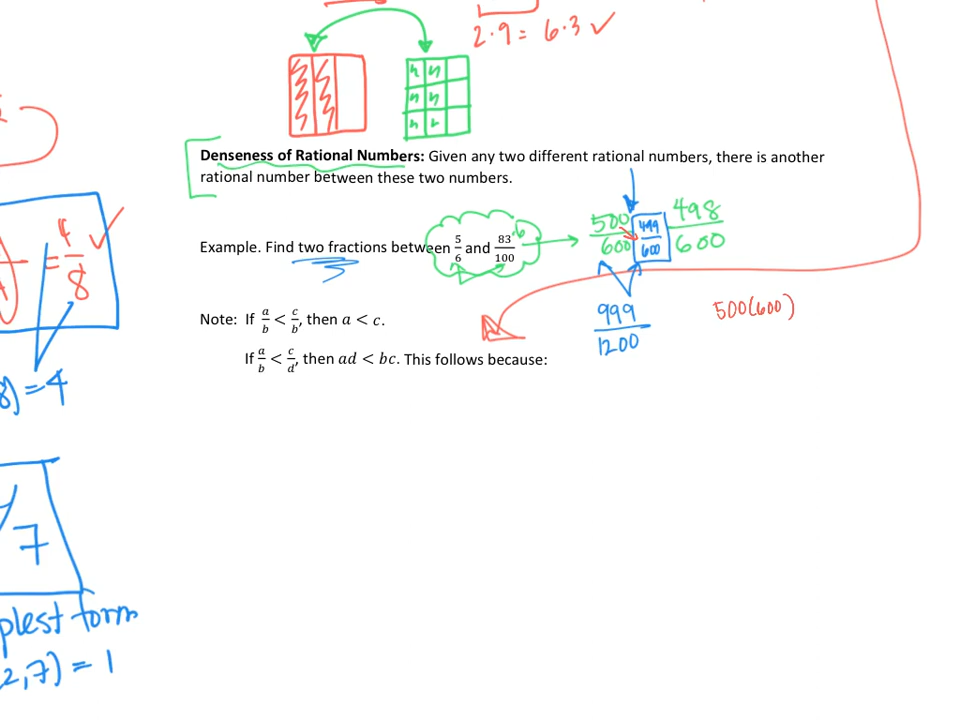 2·9 = 6·3 ✓
Denseness of Rational Numbers: Given any two different rational numbers, there is another
rational number between these two numbers.
Example. Find two fractions between 5/6 and 83/100 ·6 → 500/600 499/600 498/600
999/1200
500(600)
Note: If a/b < c/b, then a < c.
If a/b < c/d, then ad < bc. This follows because:
= 4/8 ✓
8) = 4
7
plest form
2,7) = 1